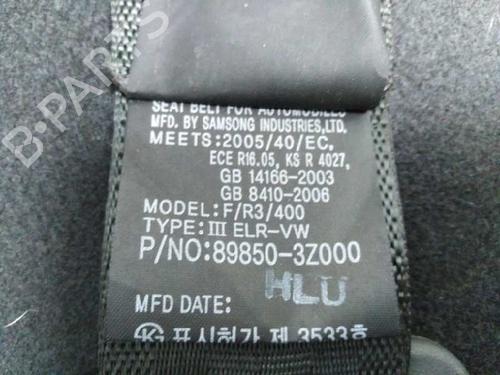 B-PARTS
SEAT BELT FOR AUTOMOBILES
MFD. BY SAMSONG INDUSTRIES,LTD.
MEETS:2005/40/EC,
ECE R16.05, KS R 4027,
GB 14166-2003
GB 8410-2006
MODEL:F/R3/400
TYPE:III ELR-VW
P/NO:89850-3Z000
HLU
MFD DATE:
표시허가 제 3533호